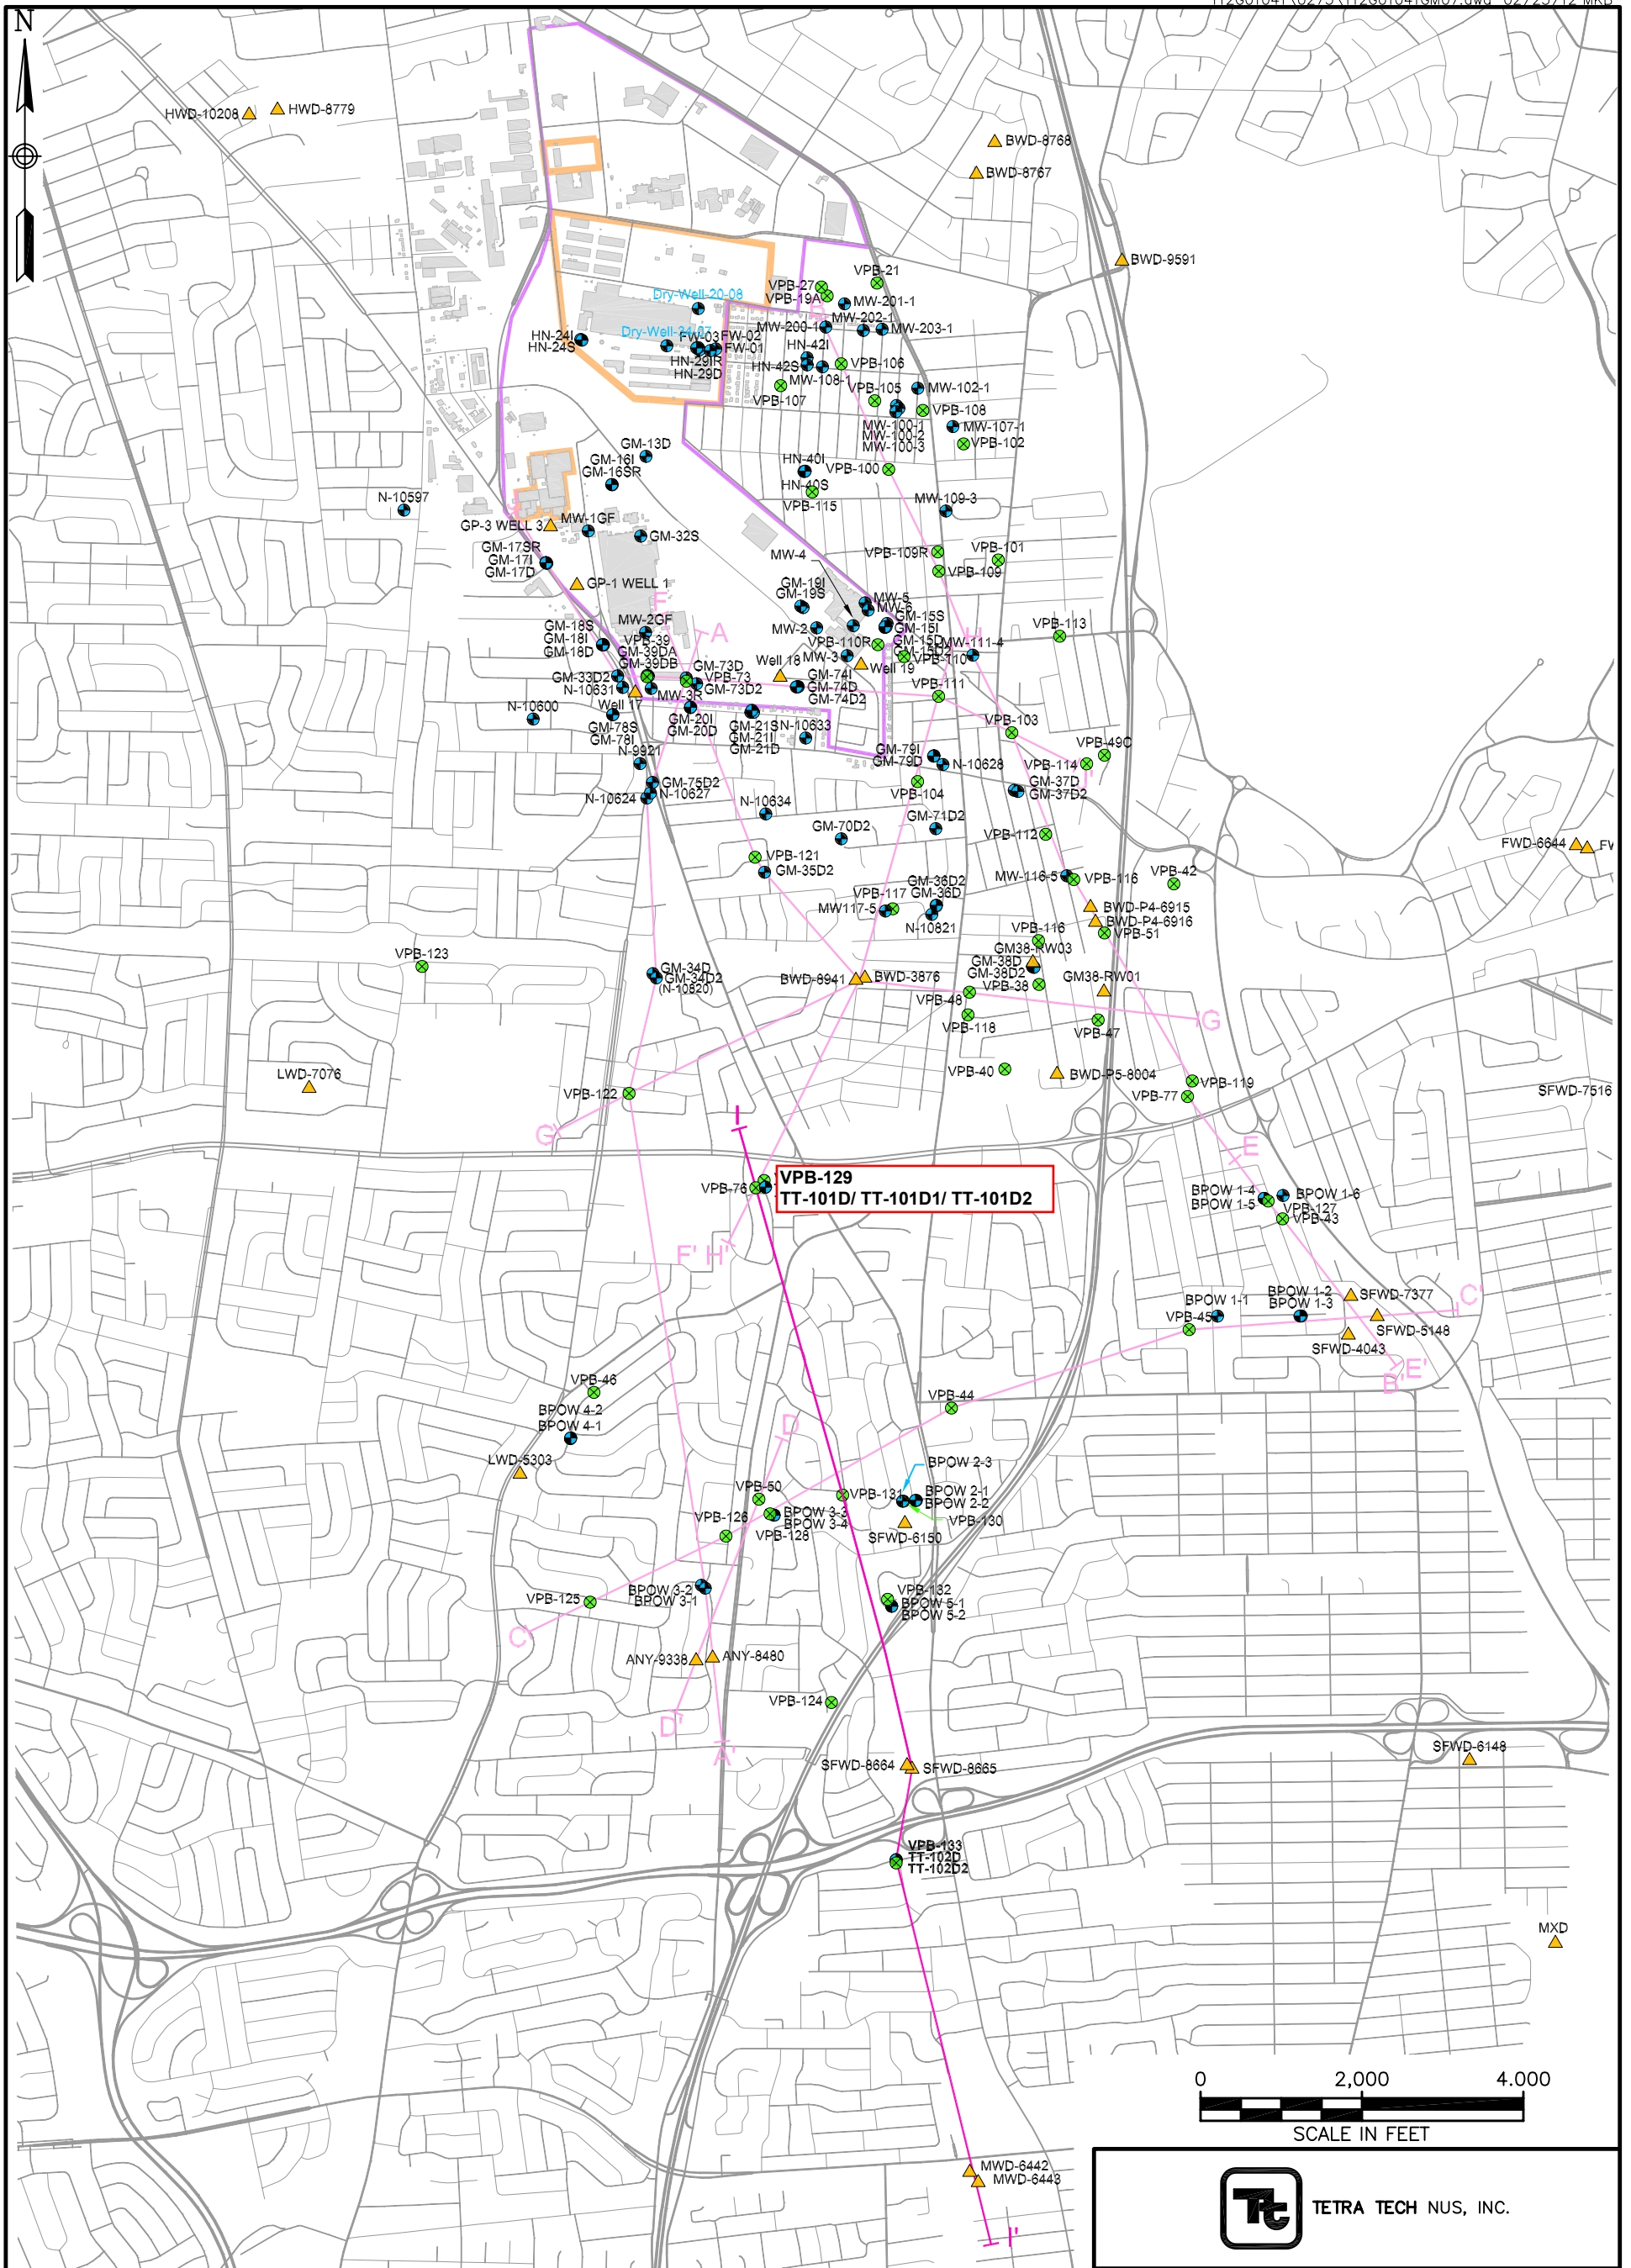 N
HWD-10208
HWD-8779
BWD-8768
BWD-8767
BWD-9591
VPB-21
VPB-27
VPB-19A
MW-201-1
Dry-Well-20-08
MW-202-1
MW-200-1
MW-203-1
HN-24I
HN-24S
FW-03
FW-02
FW-01
HN-29IR
HN-29D
HN-42I
HN-42S
VPB-106
MW-108-1
VPB-107
VPB-105
MW-102-1
VPB-108
MW-100-1
MW-100-2
MW-100-3
MW-107-1
VPB-102
GM-13D
GM-16I
GM-16SR
HN-40I
HN-40S
VPB-100
VPB-115
MW-109-3
N-10597
GP-3 WELL 3
MW-1GF
GM-32S
GM-17SR
GM-17I
GM-17D
GP-1 WELL 1
MW-4
VPB-109R
VPB-109
VPB-101
GM-19I
GM-19S
MW-5
MW-6
GM-15S
GM-15I
GM-15D
GM-15D2
MW-2
VPB-110R
VPB-110
MW-111-4
VPB-113
H
F
A
GM-18S
GM-18I
GM-18D
MW-2GF
VPB-39
GM-39DA
GM-39DB
MW-3
Well 18
Well 19
GM-33D2
N-10631
GM-73D
VPB-73
GM-73D2
MW-3R
GM-74I
GM-74D
GM-74D2
VPB-111
Well 17
N-10600
GM-78S
GM-78I
GM-20I
GM-20D
GM-21S
GM-21I
GM-21D
N-10633
VPB-103
N-9921
GM-79I
GM-79D
N-10628
VPB-49C
VPB-114
GM-75D2
N-10624
N-10627
VPB-104
GM-37D
GM-37D2
N-10634
GM-70D2
GM-71D2
VPB-112
FWD-6644
VPB-121
GM-35D2
MW-116-5
VPB-116
VPB-42
VPB-117
GM-36D2
GM-36D
MW117-5
N-10821
BWD-P4-6915
BWD-P4-6916
VPB-51
VPB-116
GM38-RW03
GM-38D
GM-38D2
VPB-38
GM38-RW01
VPB-123
GM-34D
GM-34D2
(N-10820)
BWD-8941
BWD-3876
VPB-48
VPB-118
VPB-47
G
LWD-7076
VPB-122
VPB-40
BWD-P5-8004
VPB-119
VPB-77
SFWD-7516
G'
I
E
VPB-76
VPB-129
TT-101D/ TT-101D1/ TT-101D2
BPOW 1-4
BPOW 1-5
BPOW 1-6
VPB-127
VPB-43
F' H'
BPOW 1-1
BPOW 1-2
BPOW 1-3
SFWD-7377
C'
VPB-45
SFWD-5148
SFWD-4043
B'
E'
VPB-46
BPOW 4-2
BPOW 4-1
VPB-44
D
LWD-5303
BPOW 2-3
VPB-50
VPB-131
BPOW 2-1
BPOW 2-2
VPB-126
BPOW 3-3
BPOW 3-4
VPB-128
VPB-130
SFWD-6150
VPB-125
BPOW 3-2
BPOW 3-1
VPB-132
BPOW 5-1
BPOW 5-2
C
ANY-9338
ANY-8480
VPB-124
D'
A'
SFWD-8664
SFWD-8665
SFWD-6148
VPB-133
TT-102D
TT-102D2
MXD
0 2,000 4.000
SCALE IN FEET
MWD-6442
MWD-6443
I'
TETRA TECH NUS, INC.